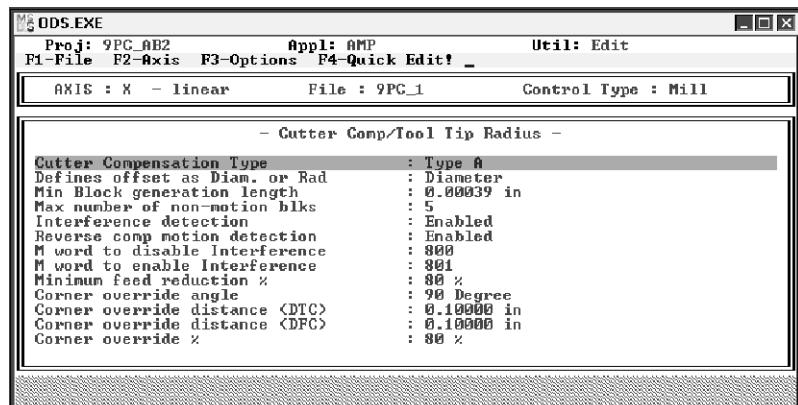 MS ODS.EXE
Proj: 9PC_AB2 Appl: AMP Util: Edit
F1-File F2-Axis F3-Options F4-Quick Edit! _
AXIS : X - linear File : 9PC_1 Control Type : Mill
- Cutter Comp/Tool Tip Radius -
Cutter Compensation Type : Type A
Defines offset as Diam. or Rad : Diameter
Min Block generation length : 0.00039 in
Max number of non-motion blks : 5
Interference detection : Enabled
Reverse comp motion detection : Enabled
M word to disable Interference : 800
M word to enable Interference : 801
Minimum feed reduction % : 80 %
Corner override angle : 90 Degree
Corner override distance (DTC) : 0.10000 in
Corner override distance (DFC) : 0.10000 in
Corner override % : 80 %